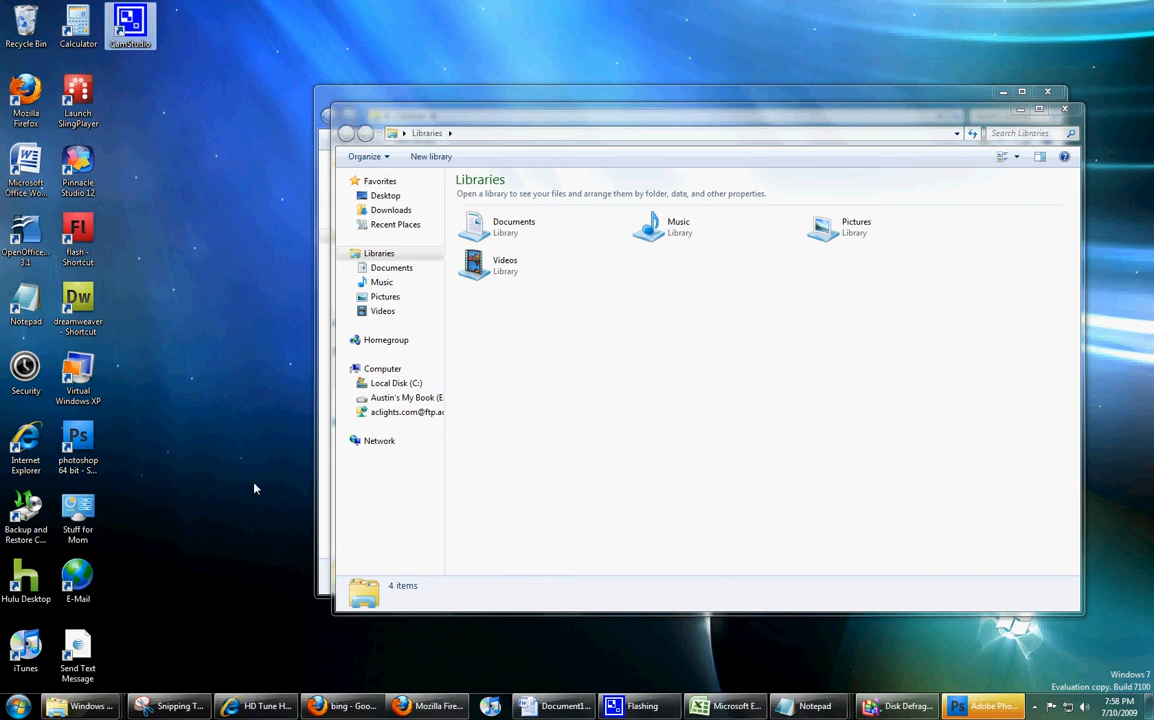 Recycle Bin
Calculator
CamStudio
Mozilla Firefox
Launch SlingPlayer
Microsoft Office Wo...
Pinnacle Studio 12
OpenOffice... 3.1
flash - Shortcut
Notepad
dreamweaver - Shortcut
Security
Virtual Windows XP
Internet Explorer
photoshop 64 bit - S...
Backup and Restore C...
Stuff for Mom
Hulu Desktop
E-Mail
iTunes
Send Text Message
Libraries
Search Libraries
Organize
New library
Favorites
Desktop
Downloads
Recent Places
Libraries
Documents
Music
Pictures
Videos
Homegroup
Computer
Local Disk (C:)
Austin's My Book (E
aclights.com@ftp.ac
Network
Libraries
Open a library to see your files and arrange them by folder, date, and other properties.
Documents
Library
Music
Library
Pictures
Library
Videos
Library
4 items
Windows 7
Evaluation copy. Build 7100
Windows ...
Snipping T...
HD Tune H...
bing - Goo...
Mozilla Fire...
Document1...
Flashing
Microsoft E...
Notepad
Disk Defrag...
Adobe Pho...
7:58 PM
7/10/2009